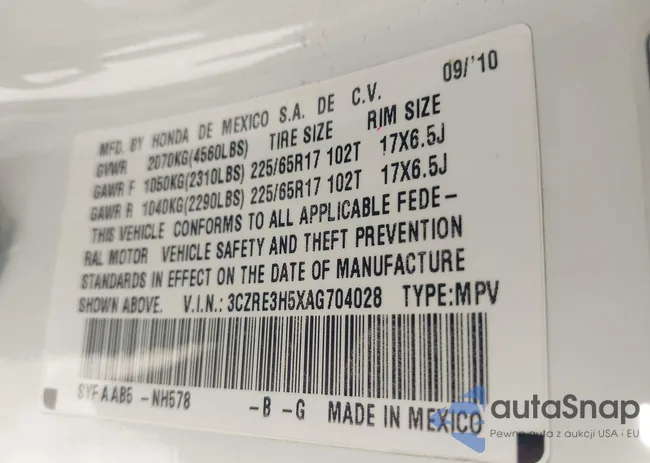 09/'10
MFD. BY HONDA DE MEXICO S.A. DE C.V.
GVWR 2070KG(4560LBS) TIRE SIZE RIM SIZE
GAWR F 1050KG(2310LBS) 225/65R17 102T 17X6.5J
GAWR R 1040KG(2290LBS) 225/65R17 102T 17X6.5J
THIS VEHICLE CONFORMS TO ALL APPLICABLE FEDE-
RAL MOTOR VEHICLE SAFETY AND THEFT PREVENTION
STANDARDS IN EFFECT ON THE DATE OF MANUFACTURE
SHOWN ABOVE. V.I.N.: 3CZRE3H5XAG704028 TYPE:MPV
SYFAAB5 -NH578 -B -G MADE IN MEXICO
autaSnap
Pewne auta z aukcji USA i EU